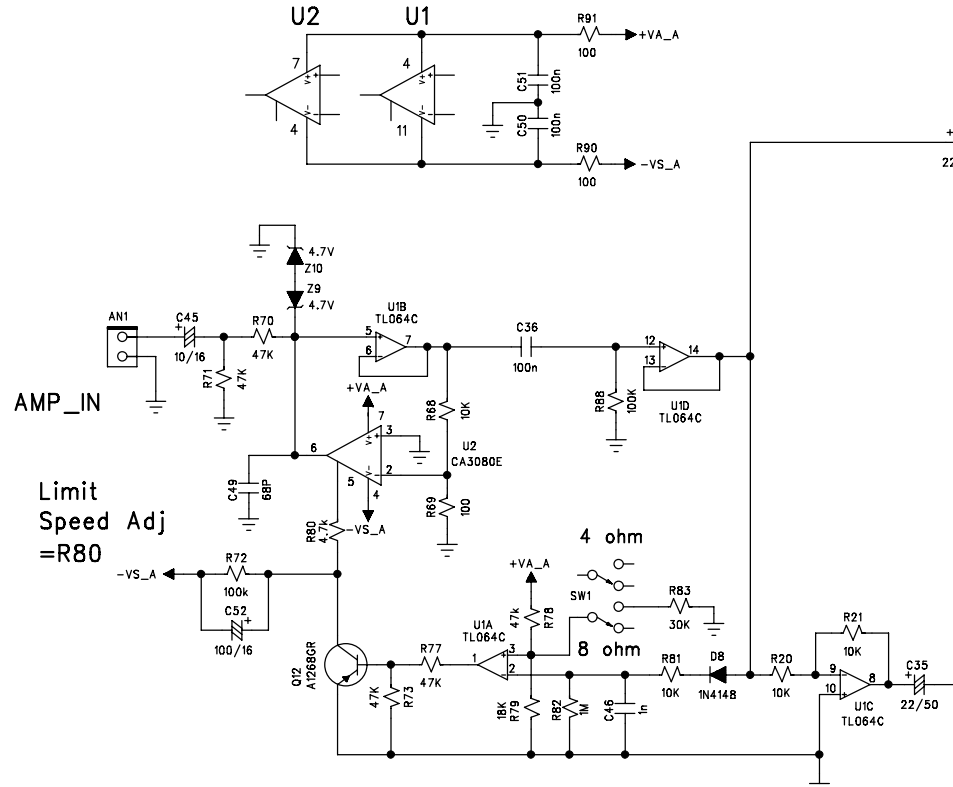 U2 U1
R91
+VA_A
100
7 4
V+ +
V+ +
C51
100n
V- -
V- -
C50
100n
4 11
R90
-VS_A
100
+
22
4.7V
Z10
Z9
4.7V
AN1
C45
+
10/16
R70
47K
R71
47K
AMP_IN
U1B
TL064C
5 +
6 -
7
C36
100n
12 +
13 -
14
U1D
TL064C
R88
100K
+VA_A
7
R68
10K
3
V+ +
6
V- -
2
5
4
U2
CA3080E
C49
68P
R69
100
-VS_A
R80
4.7k
Limit
Speed Adj
=R80
-VS_A
R72
100k
C52
+
100/16
4 ohm
+VA_A
SW1
R83
30K
47k
R78
8 ohm
U1A
TL064C
1
3 +
2 -
Q12
A1268GR
R77
47K
47K
R73
18K
R79
R82
1M
C46
1n
R81
10K
D8
1N4148
R20
10K
R21
10K
9 -
10 +
8
U1C
TL064C
C35
+
22/50